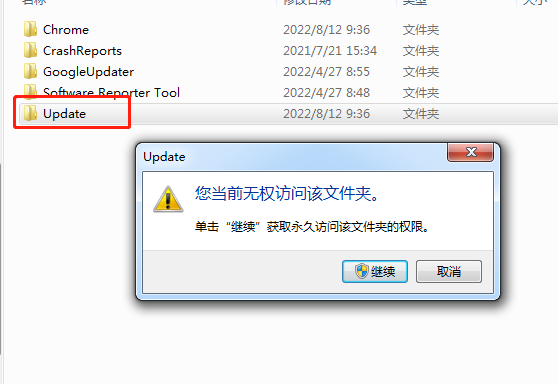 名称 修改日期 类型 大小
Chrome 2022/8/12 9:36 文件夹
CrashReports 2021/7/21 15:34 文件夹
GoogleUpdater 2022/4/27 8:55 文件夹
Software Reporter Tool 2022/4/27 8:48 文件夹
Update 2022/8/12 9:36 文件夹
Update
您当前无权访问该文件夹。
单击“继续”获取永久访问该文件夹的权限。
继续 取消